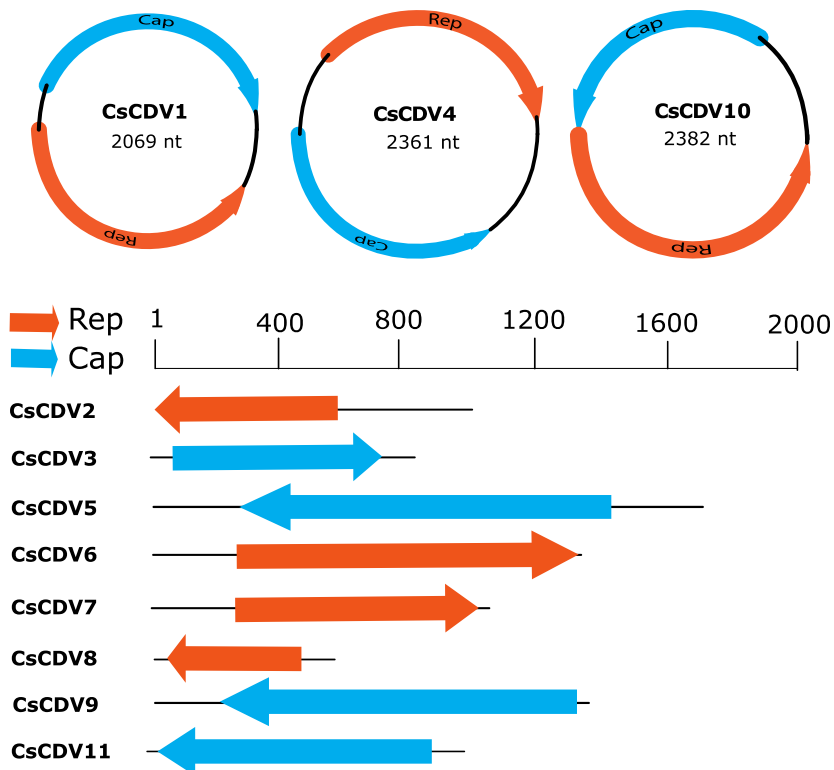 Cap
CsCDV1
2069 nt
Rep
Rep
CsCDV4
2361 nt
Cap
Cap
CsCDV10
2382 nt
Rep
Rep
Cap
1 400 800 1200 1600 2000
CsCDV2
CsCDV3
CsCDV5
CsCDV6
CsCDV7
CsCDV8
CsCDV9
CsCDV11